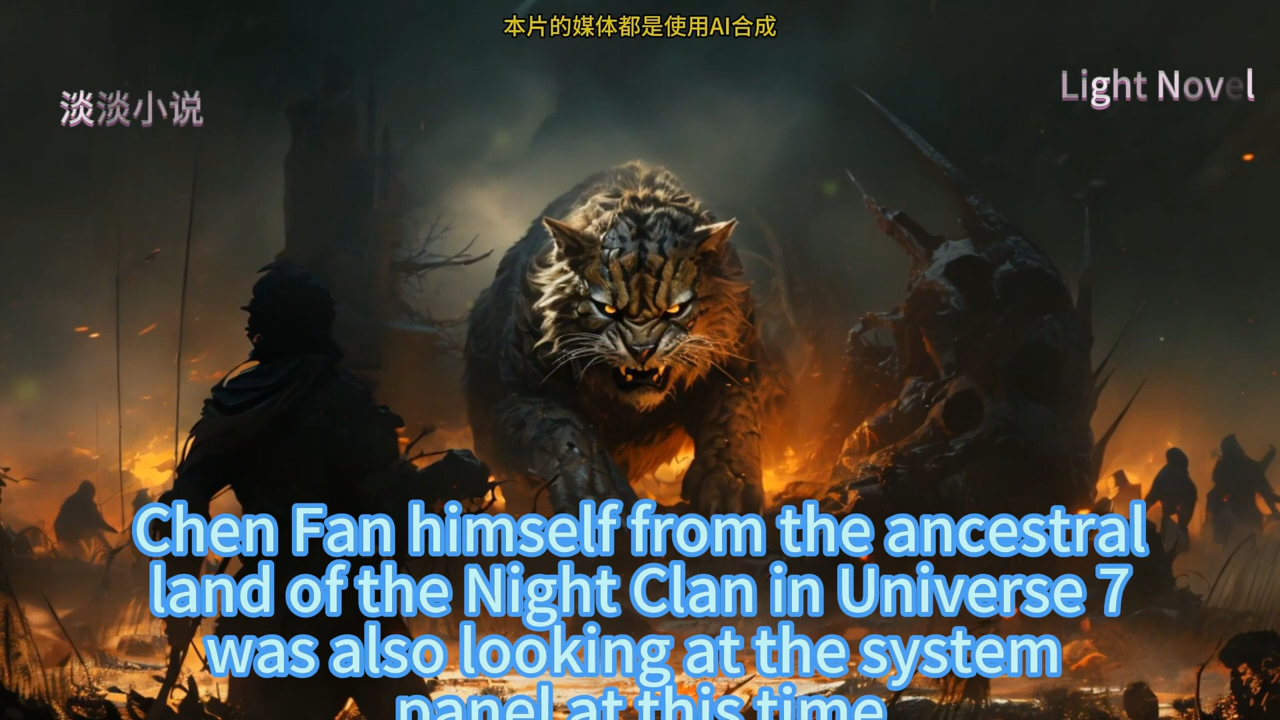 本片的媒体都是使用AI合成
淡淡小说
Light Novel
Chen Fan himself from the ancestral
land of the Night Clan in Universe 7
was also looking at the system
panel at this time